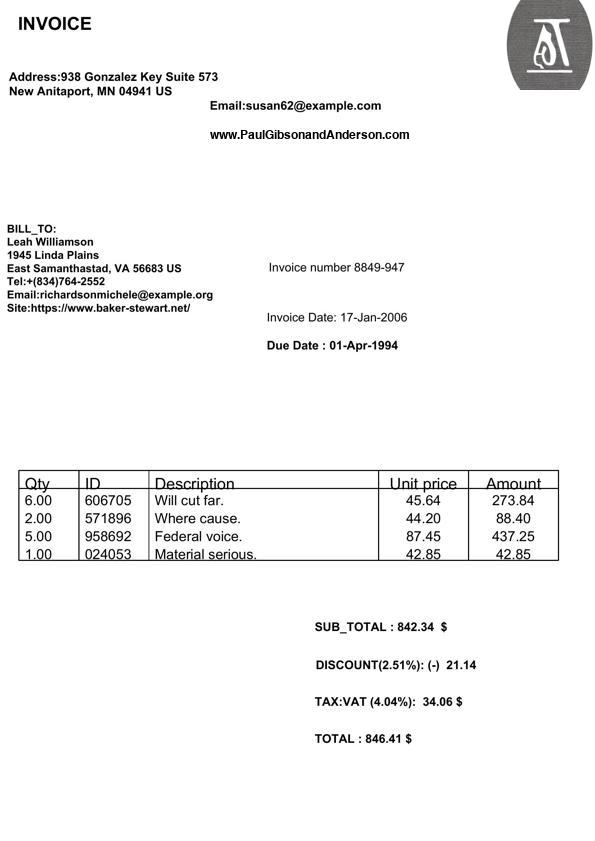 INVOICE
Address:938 Gonzalez Key Suite 573
New Anitaport, MN 04941 US
Email:susan62@example.com
www.PaulGibsonandAnderson.com
BILL_TO:
Leah Williamson
1945 Linda Plains
East Samanthastad, VA 56683 US
Tel:+(834)764-2552
Email:richardsonmichele@example.org
Site:https://www.baker-stewart.net/
Invoice number 8849-947
Invoice Date: 17-Jan-2006
Due Date : 01-Apr-1994
Qty ID Description Unit price Amount
6.00 606705 Will cut far. 45.64 273.84
2.00 571896 Where cause. 44.20 88.40
5.00 958692 Federal voice. 87.45 437.25
1.00 024053 Material serious. 42.85 42.85
SUB_TOTAL : 842.34 $
DISCOUNT(2.51%): (-) 21.14
TAX:VAT (4.04%): 34.06 $
TOTAL : 846.41 $